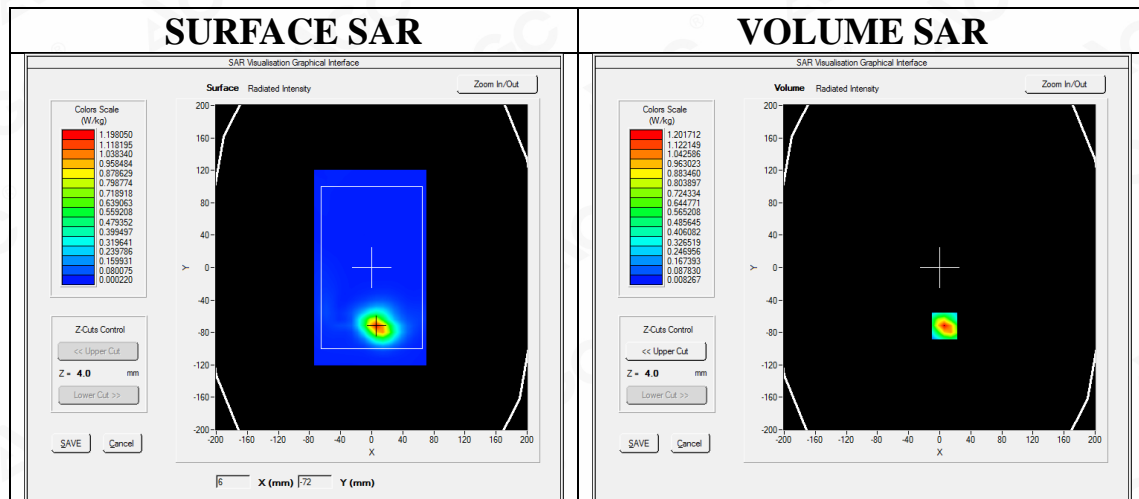 SURFACE SAR
SAR Visualisation Graphical Interface
Surface Radiated Intensity
Zoom In/Out
Colors Scale
(W/kg)
1.198050
1.118195
1.038340
0.958484
0.878629
0.798774
0.718918
0.639063
0.559208
0.479352
0.399497
0.319641
0.239786
0.159931
0.080075
0.000220
Z-Cuts Control
<< Upper Cut
Z = 4.0 mm
Lower Cut >>
SAVE Cancel
200
160
120
80
40
0
-40
-80
-120
-160
-200
Y
-200 -160 -120 -80 -40 0 40 80 120 160 200
X
6 X (mm) -72 Y (mm)
VOLUME SAR
SAR Visualisation Graphical Interface
Volume Radiated Intensity
Zoom In/Out
Colors Scale
(W/kg)
1.201712
1.122149
1.042586
0.963023
0.883460
0.803897
0.724334
0.644771
0.565208
0.485645
0.406082
0.326519
0.246956
0.167393
0.087830
0.008267
Z-Cuts Control
<< Upper Cut
Z = 4.0 mm
Lower Cut >>
SAVE Cancel
200
160
120
80
40
0
-40
-80
-120
-160
-200
Y
-200 -160 -120 -80 -40 0 40 80 120 160 200
X